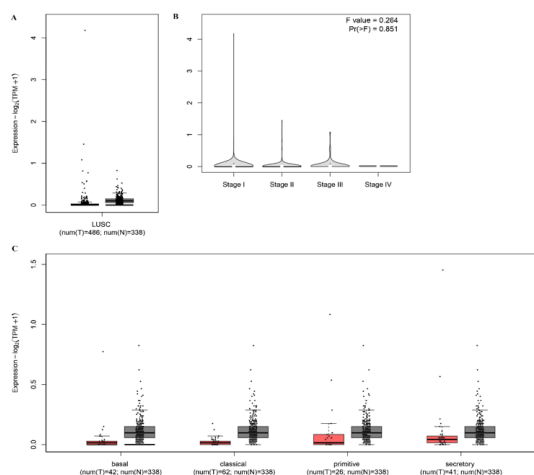 A
Expression − log2(TPM + 1)
4
3
2
1
0
LUSC
(num(T)=486; num(N)=338)
B
F value = 0.264
Pr(>F) = 0.851
4
3
2
1
0
Stage I
Stage II
Stage III
Stage IV
C
Expression − log2(TPM + 1)
1.5
1.0
0.5
0.0
basal
(num(T)=42; num(N)=338)
classical
(num(T)=62; num(N)=338)
primitive
(num(T)=26; num(N)=338)
secretory
(num(T)=41; num(N)=338)